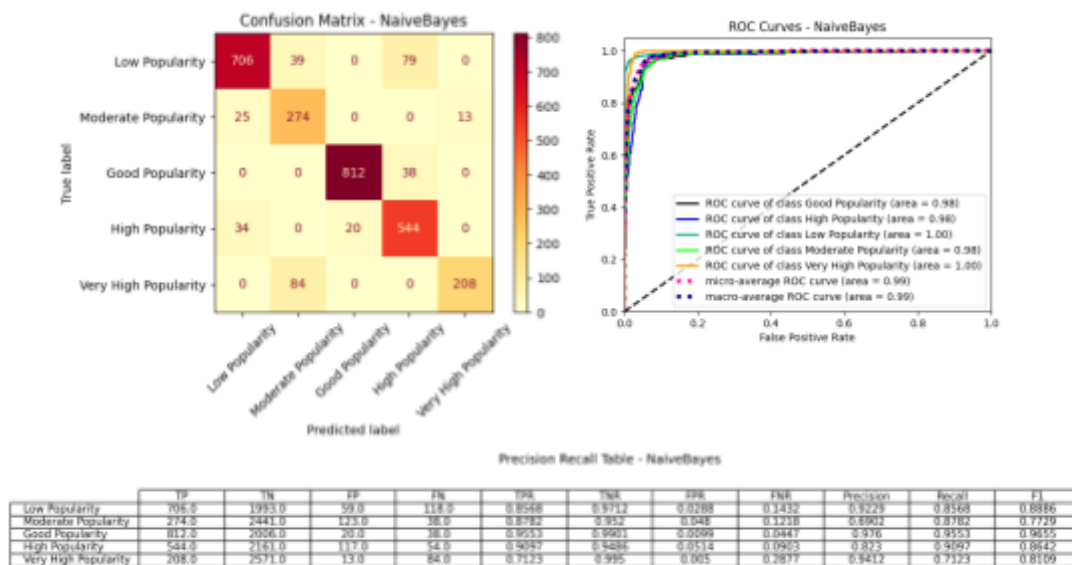 Confusion Matrix - NaiveBayes
800
700
600
500
400
300
200
100
0
True label
Low Popularity 706 39 0 79 0
Moderate Popularity 25 274 0 0 13
Good Popularity 0 0 812 38 0
High Popularity 34 0 20 544 0
Very High Popularity 0 84 0 0 208
Low Popularity
Moderate Popularity
Good Popularity
High Popularity
Very High Popularity
Predicted label
ROC Curves - NaiveBayes
True Positive Rate
1.0
0.8
0.6
0.4
0.2
0.0
ROC curve of class Good Popularity (area = 0.98)
ROC curve of class High Popularity (area = 0.98)
ROC curve of class Low Popularity (area = 1.00)
ROC curve of class Moderate Popularity (area = 0.98)
ROC curve of class Very High Popularity (area = 1.00)
micro-average ROC curve (area = 0.99)
macro-average ROC curve (area = 0.99)
0.0 0.2 0.4 0.6 0.8 1.0
False Positive Rate
Precision Recall Table - NaiveBayes
TP TN FP FN TPR TNR FPR FNR Precision Recall F1
Low Popularity 706.0 1993.0 59.0 118.0 0.8568 0.9712 0.0288 0.1432 0.9229 0.8568 0.8886
Moderate Popularity 274.0 2441.0 123.0 38.0 0.8782 0.952 0.048 0.1218 0.6902 0.8782 0.7729
Good Popularity 812.0 2006.0 20.0 38.0 0.9553 0.9901 0.0099 0.0447 0.976 0.9553 0.9655
High Popularity 544.0 2161.0 117.0 54.0 0.9097 0.9486 0.0514 0.0903 0.823 0.9097 0.8642
Very High Popularity 208.0 2571.0 13.0 84.0 0.7123 0.995 0.005 0.2877 0.9412 0.7123 0.8109